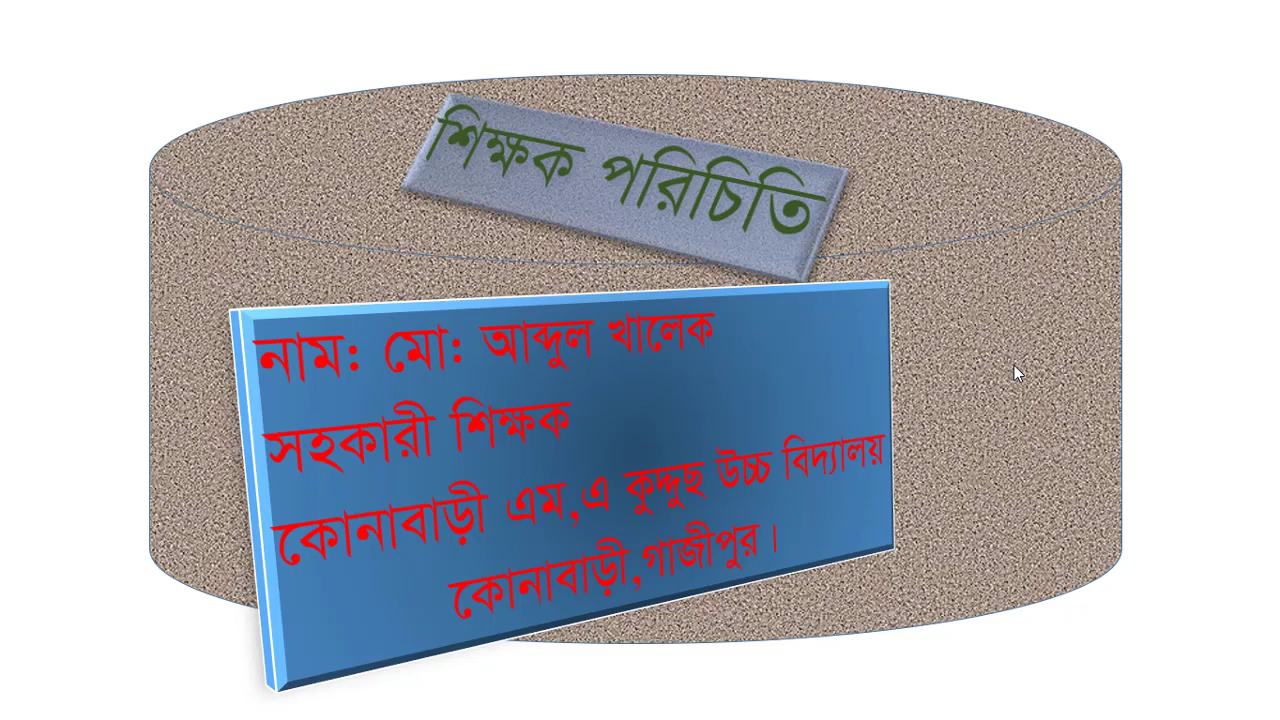 শিক্ষক পরিচিতি
নাম: মো: আব্দুল খালেক
সহকারী শিক্ষক
কোনাবাড়ী এম,এ কুদ্দুছ উচ্চ বিদ্যালয়
কোনাবাড়ী,গাজীপুর।